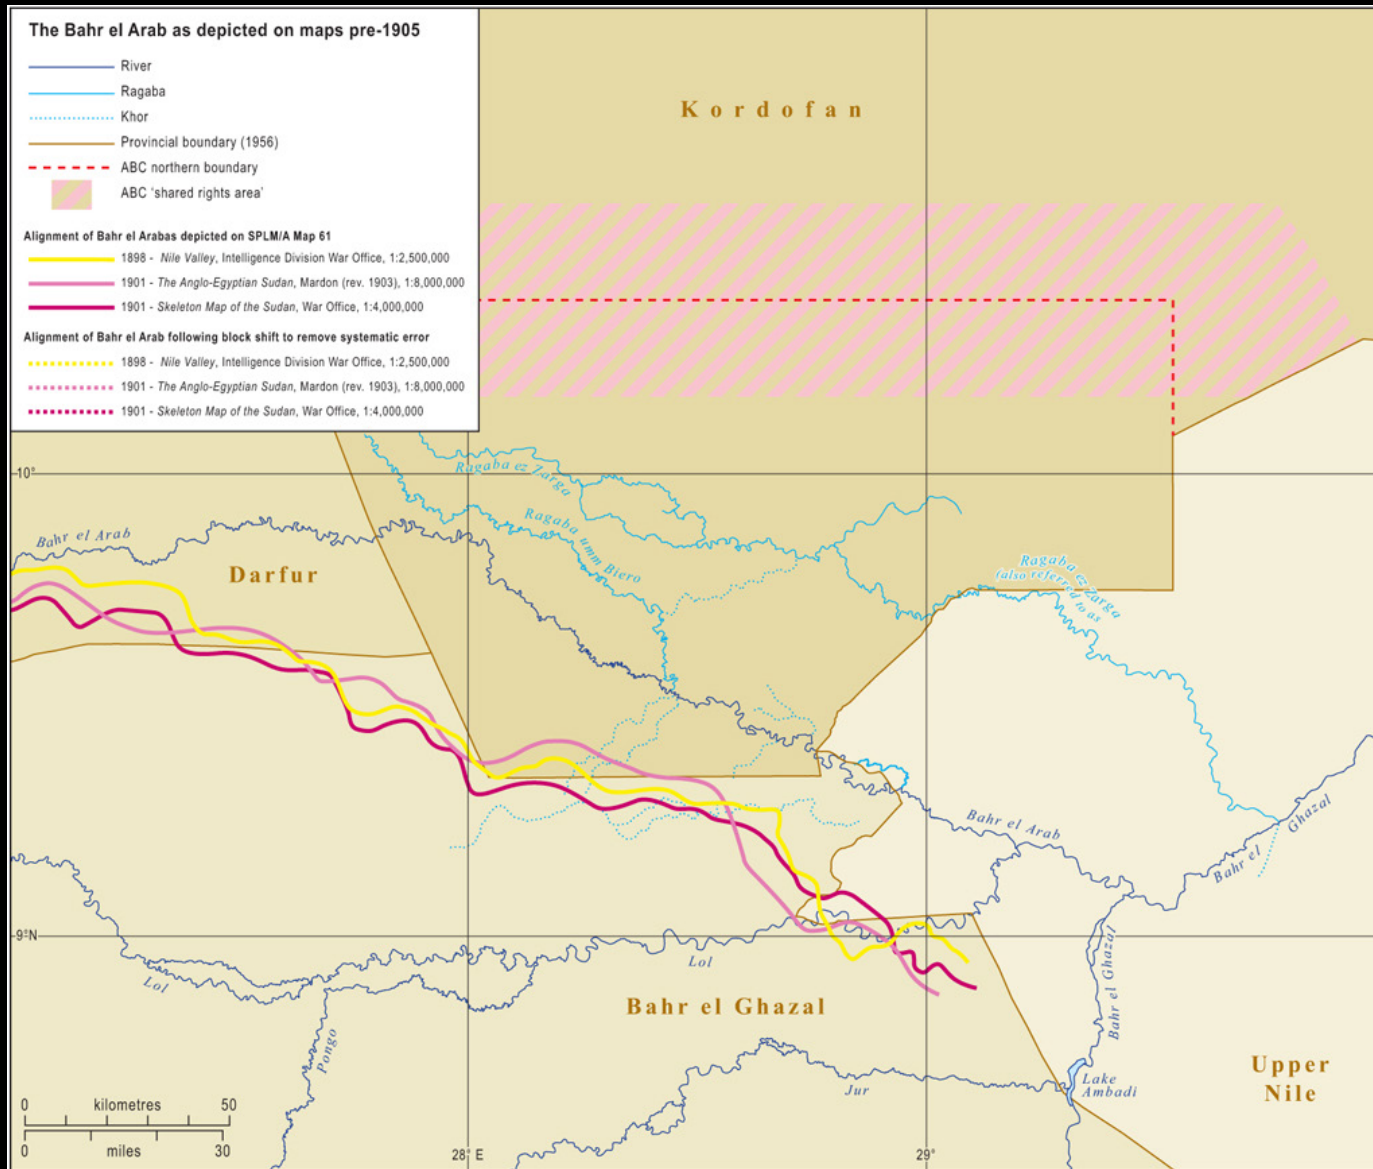 The Bahr el Arab as depicted on maps pre-1905
River
Ragaba
Khor
Provincial boundary (1956)
ABC northern boundary
ABC 'shared rights area'
Alignment of Bahr el Arabas depicted on SPLM/A Map 61
1898 - Nile Valley, Intelligence Division War Office, 1:2,500,000
1901 - The Anglo-Egyptian Sudan, Mardon (rev. 1903), 1:8,000,000
1901 - Skeleton Map of the Sudan, War Office, 1:4,000,000
Alignment of Bahr el Arab following block shift to remove systematic error
1898 - Nile Valley, Intelligence Division War Office, 1:2,500,000
1901 - The Anglo-Egyptian Sudan, Mardon (rev. 1903), 1:8,000,000
1901 - Skeleton Map of the Sudan, War Office, 1:4,000,000
Kordofan
10°
Ragaba ez Zarga
Ragaba umm Biero
Bahr el Arab
Darfur
Ragaba ez Zarga
(also referred to as
Bahr el Arab
Bahr el Ghazal
9°N
Lol
Lol
Bahr el Ghazal
Pongo
Bahr el Ghazal
Jur
Lake
Ambadi
Upper
Nile
0 kilometres 50
0 miles 30
28° E
29°